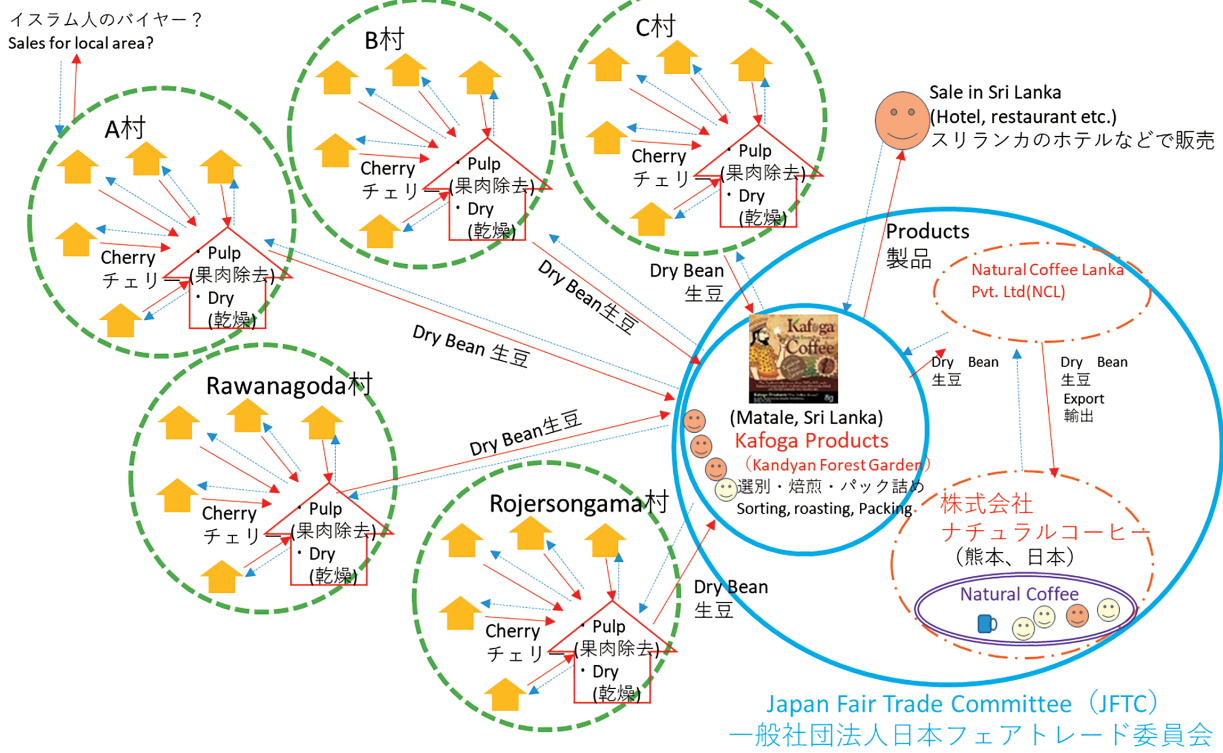 イスラム人のバイヤー？
Sales for local area?
A村
Cherry
チェリー
・Pulp
(果肉除去)
・Dry
(乾燥)
B村
Cherry
チェリー
・Pulp
(果肉除去)
・Dry
(乾燥)
C村
Cherry
チェリー
・Pulp
(果肉除去)
・Dry
(乾燥)
Sale in Sri Lanka
(Hotel, restaurant etc.)
スリランカのホテルなどで販売
Products
製品
Natural Coffee Lanka
Pvt. Ltd(NCL)
Dry Bean
生豆
Dry Bean生豆
Dry Bean 生豆
Dry Bean生豆
Kafoga
Coffee
(Matale, Sri Lanka)
Kafoga Products
（Kandyan Forest Garden）
選別・焙煎・パック詰め
Sorting, roasting, Packing
Dry Bean
生豆
Dry Bean
生豆
Export
輸出
Rawanagoda村
Cherry
チェリー
・Pulp
(果肉除去)
・Dry
(乾燥)
Rojersongama村
Cherry
チェリー
・Pulp
(果肉除去)
・Dry
(乾燥)
Dry Bean
生豆
株式会社
ナチュラルコーヒー
（熊本、日本）
Natural Coffee
Japan Fair Trade Committee（JFTC）
一般社団法人日本フェアトレード委員会